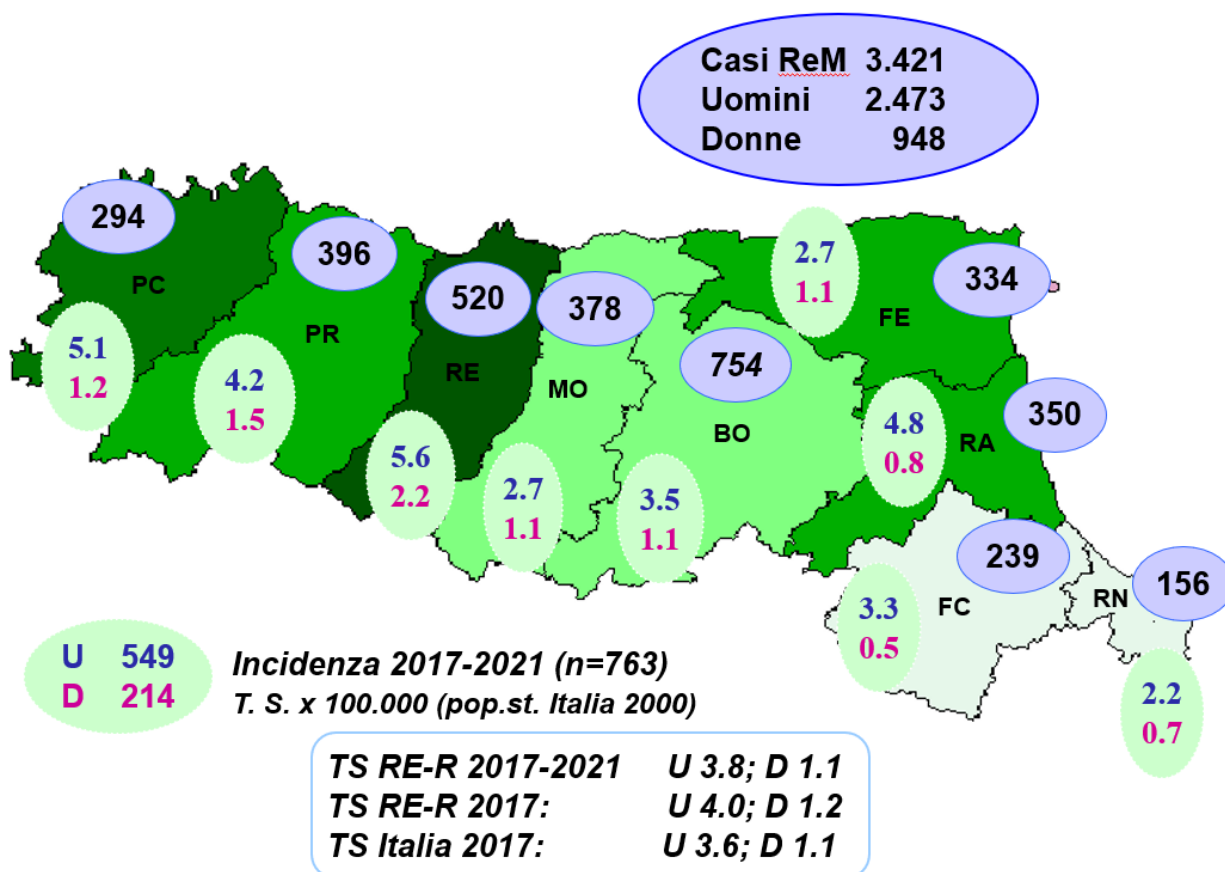 Casi ReM 3.421
Uomini 2.473
Donne 948
294
PC
5.1
1.2
396
PR
4.2
1.5
520
RE
5.6
2.2
378
MO
2.7
1.1
754
BO
3.5
1.1
2.7
1.1
FE
334
4.8
0.8
RA
350
239
FC
3.3
0.5
RN
156
2.2
0.7
U 549
D 214
Incidenza 2017-2021 (n=763)
T. S. x 100.000 (pop.st. Italia 2000)
TS RE-R 2017-2021 U 3.8; D 1.1
TS RE-R 2017: U 4.0; D 1.2
TS Italia 2017: U 3.6; D 1.1